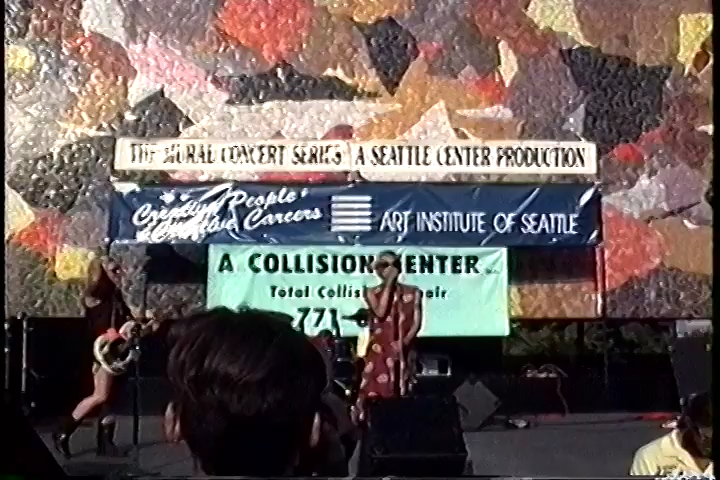 THE MURAL CONCERT SERIES A SEATTLE CENTER PRODUCTION
Creative People
Creative Careers
ART INSTITUTE OF SEATTLE
A COLLISION CENTER
Total Collision
771